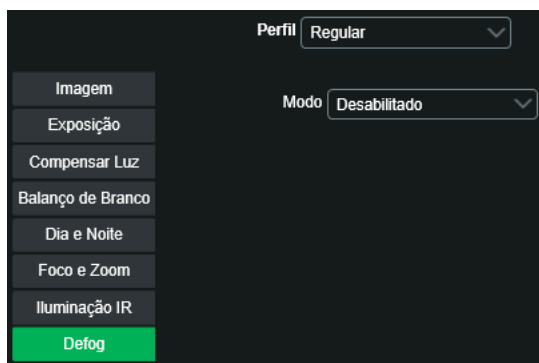 Perfil Regular
Imagem
Modo Desabilitado
Exposição
Compensar Luz
Balanço de Branco
Dia e Noite
Foco e Zoom
Iluminação IR
Defog